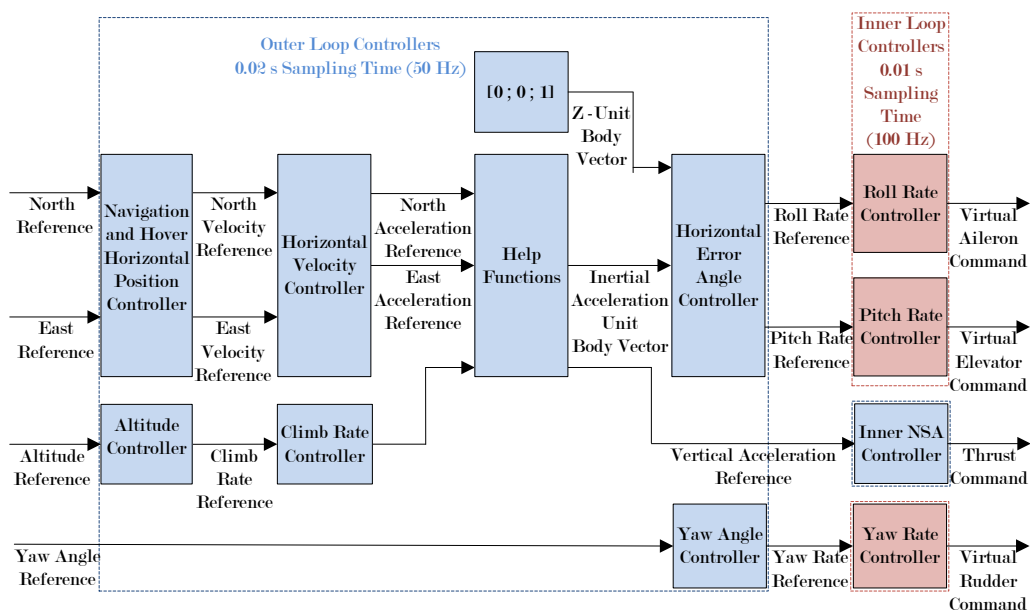 Outer Loop Controllers
0.02 s Sampling Time (50 Hz)
Inner Loop
Controllers
0.01 s
Sampling
Time
(100 Hz)
[0 ; 0 ; 1]
Z -Unit
Body
Vector
North
Reference
East
Reference
Navigation
and Hover
Horizontal
Position
Controller
North
Velocity
Reference
East
Velocity
Reference
Horizontal
Velocity
Controller
North
Acceleration
Reference
East
Acceleration
Reference
Help
Functions
Inertial
Acceleration
Unit
Body Vector
Horizontal
Error
Angle
Controller
Roll Rate
Reference
Pitch Rate
Reference
Roll Rate
Controller
Virtual
Aileron
Command
Pitch Rate
Controller
Virtual
Elevator
Command
Altitude
Reference
Altitude
Controller
Climb
Rate
Reference
Climb Rate
Controller
Vertical Acceleration
Reference
Inner NSA
Controller
Thrust
Command
Yaw Angle
Reference
Yaw Angle
Controller
Yaw Rate
Reference
Yaw Rate
Controller
Virtual
Rudder
Command